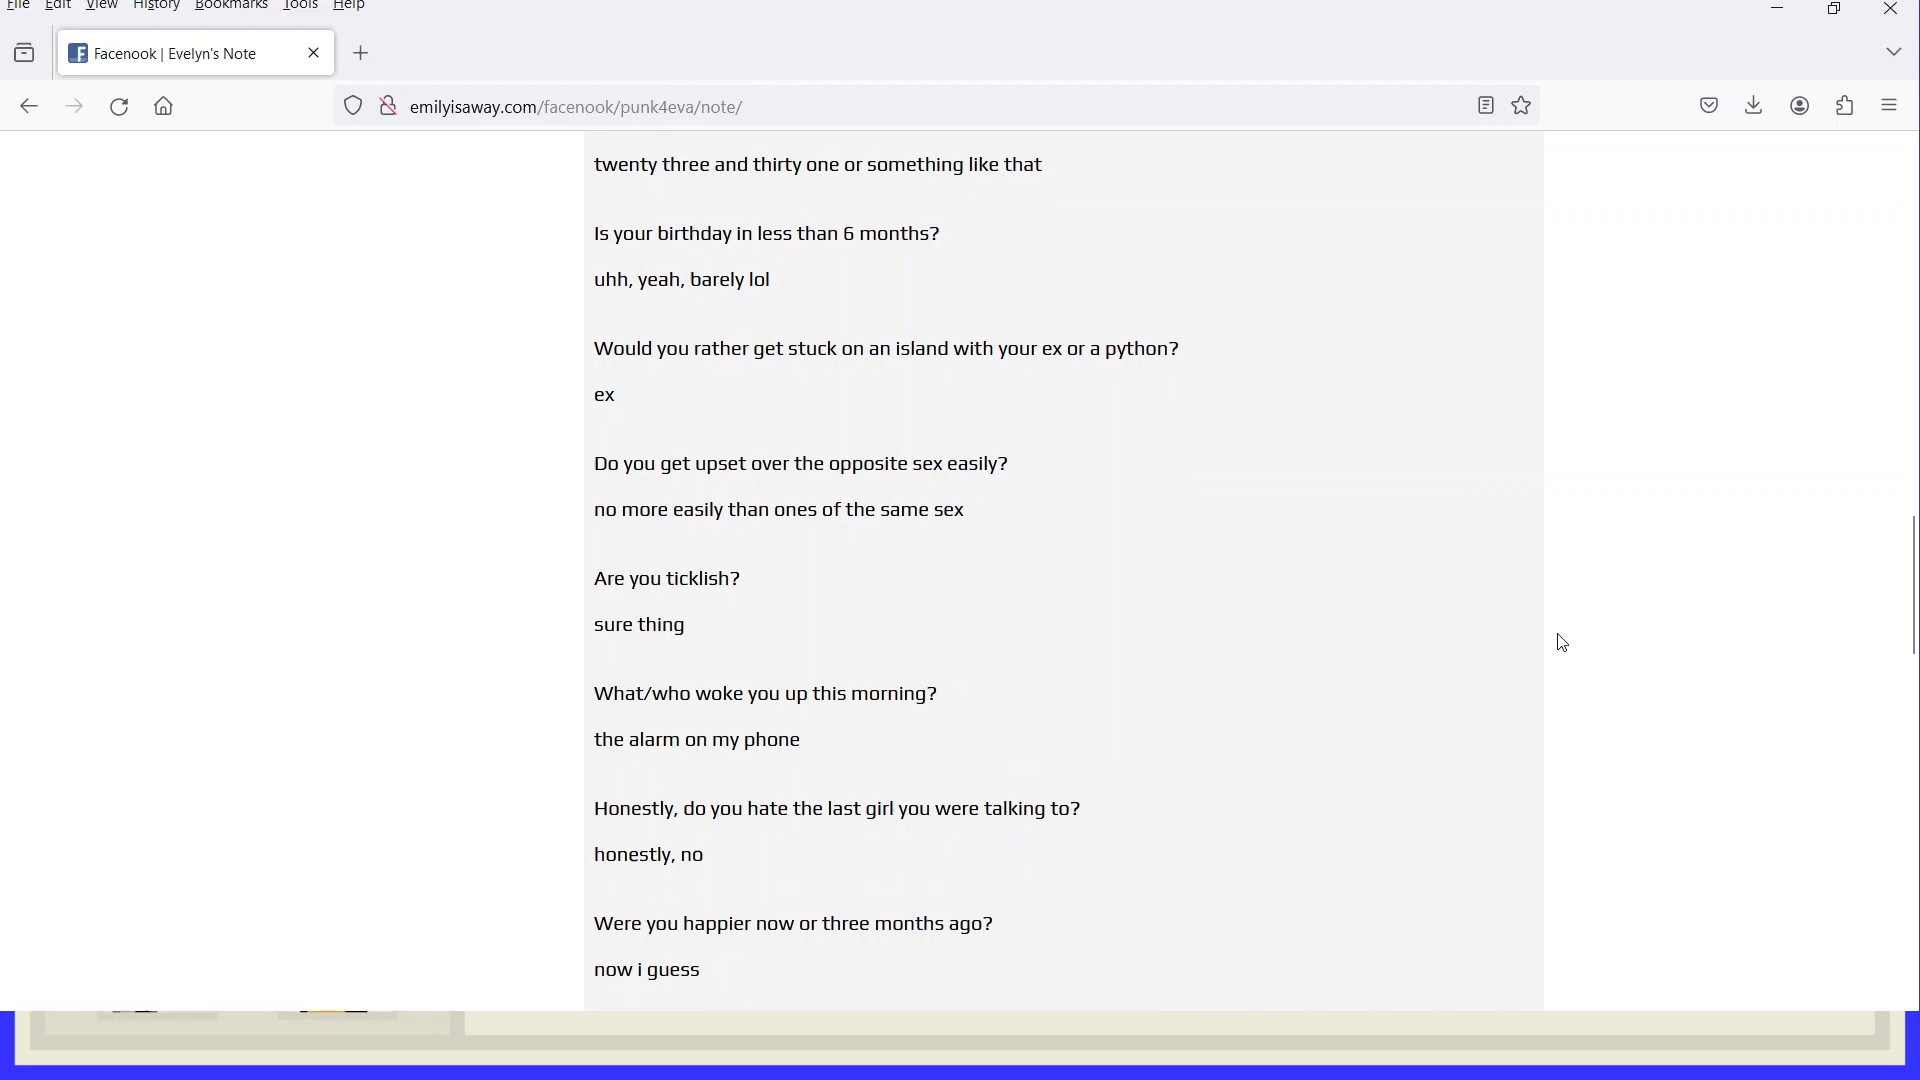 File Edit View History Bookmarks Tools Help
Facenook | Evelyn's Note
emilyisaway.com/facenook/punk4eva/note/
twenty three and thirty one or something like that
Is your birthday in less than 6 months?
uhh, yeah, barely lol
Would you rather get stuck on an island with your ex or a python?
ex
Do you get upset over the opposite sex easily?
no more easily than ones of the same sex
Are you ticklish?
sure thing
What/who woke you up this morning?
the alarm on my phone
Honestly, do you hate the last girl you were talking to?
honestly, no
Were you happier now or three months ago?
now i guess